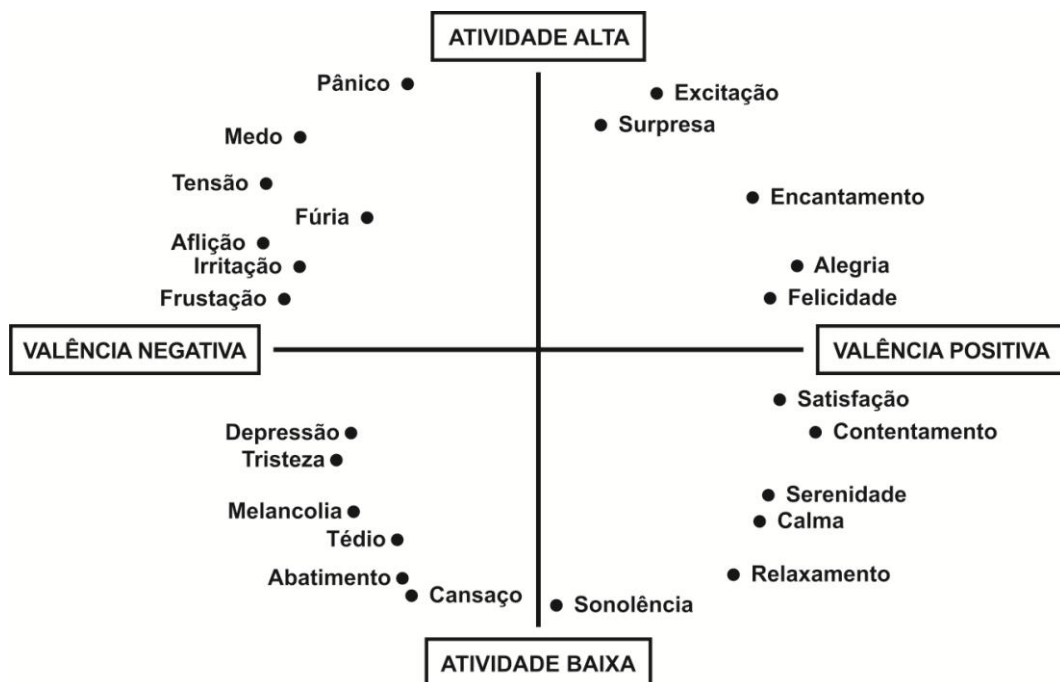 ATIVIDADE ALTA
Pânico
Excitação
Surpresa
Medo
Tensão
Encantamento
Fúria
Aflição
Irritação
Alegria
Frustação
Felicidade
VALÊNCIA NEGATIVA
VALÊNCIA POSITIVA
Satisfação
Depressão
Contentamento
Tristeza
Serenidade
Melancolia
Calma
Tédio
Relaxamento
Abatimento
Cansaço
Sonolência
ATIVIDADE BAIXA